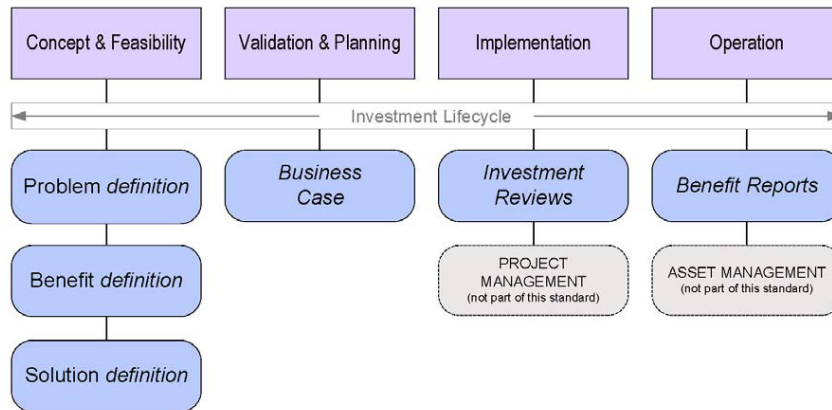 Concept & Feasibility
Validation & Planning
Implementation
Operation
Investment Lifecycle
Problem definition
Business
Case
Investment
Reviews
Benefit Reports
Benefit definition
PROJECT
MANAGEMENT
(not part of this standard)
ASSET MANAGEMENT
(not part of this standard)
Solution definition